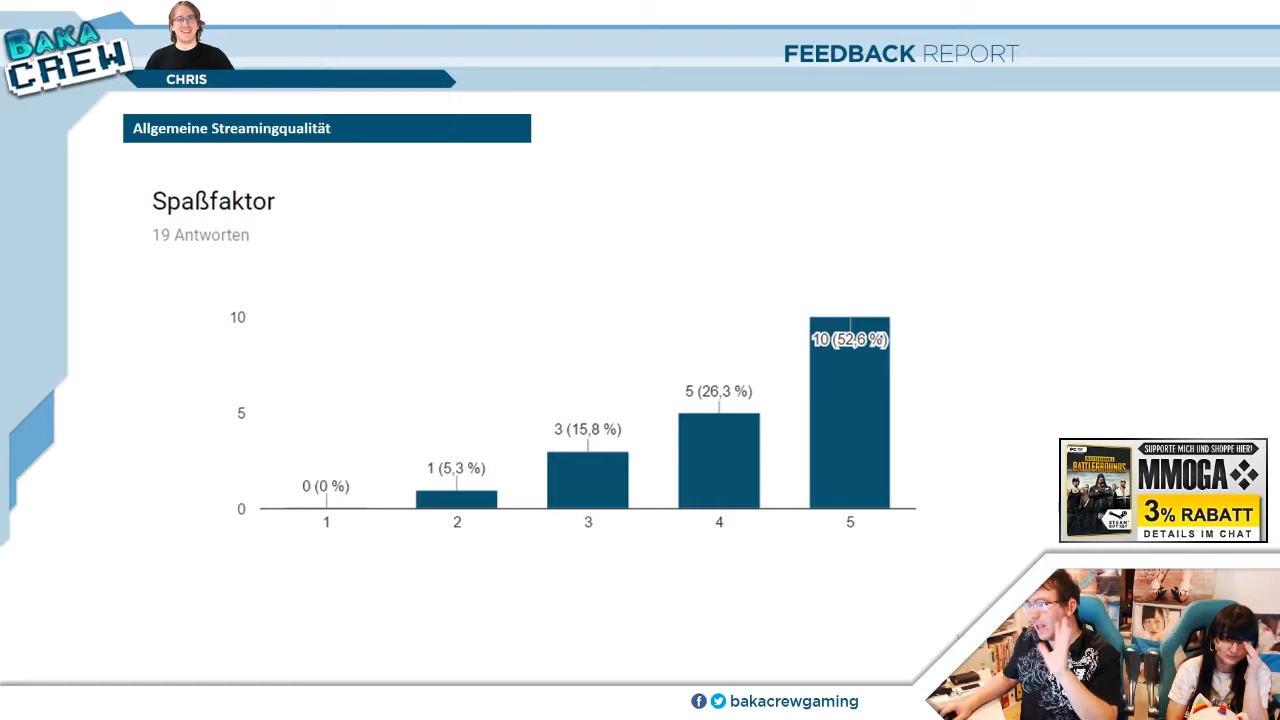 BAKA
CREW
CHRIS
FEEDBACK REPORT
Allgemeine Streamingqualität
Spaßfaktor
19 Antworten
10
5
0
0 (0 %)
1 (5,3 %)
3 (15,8 %)
5 (26,3 %)
10 (52,6 %)
1
2
3
4
5
SUPPORTE MICH UND SHOPPE HIER!
PC
BATTLEGROUNDS
STEAM
MMOGA
3% RABATT
DETAILS IM CHAT
bakacrewgaming